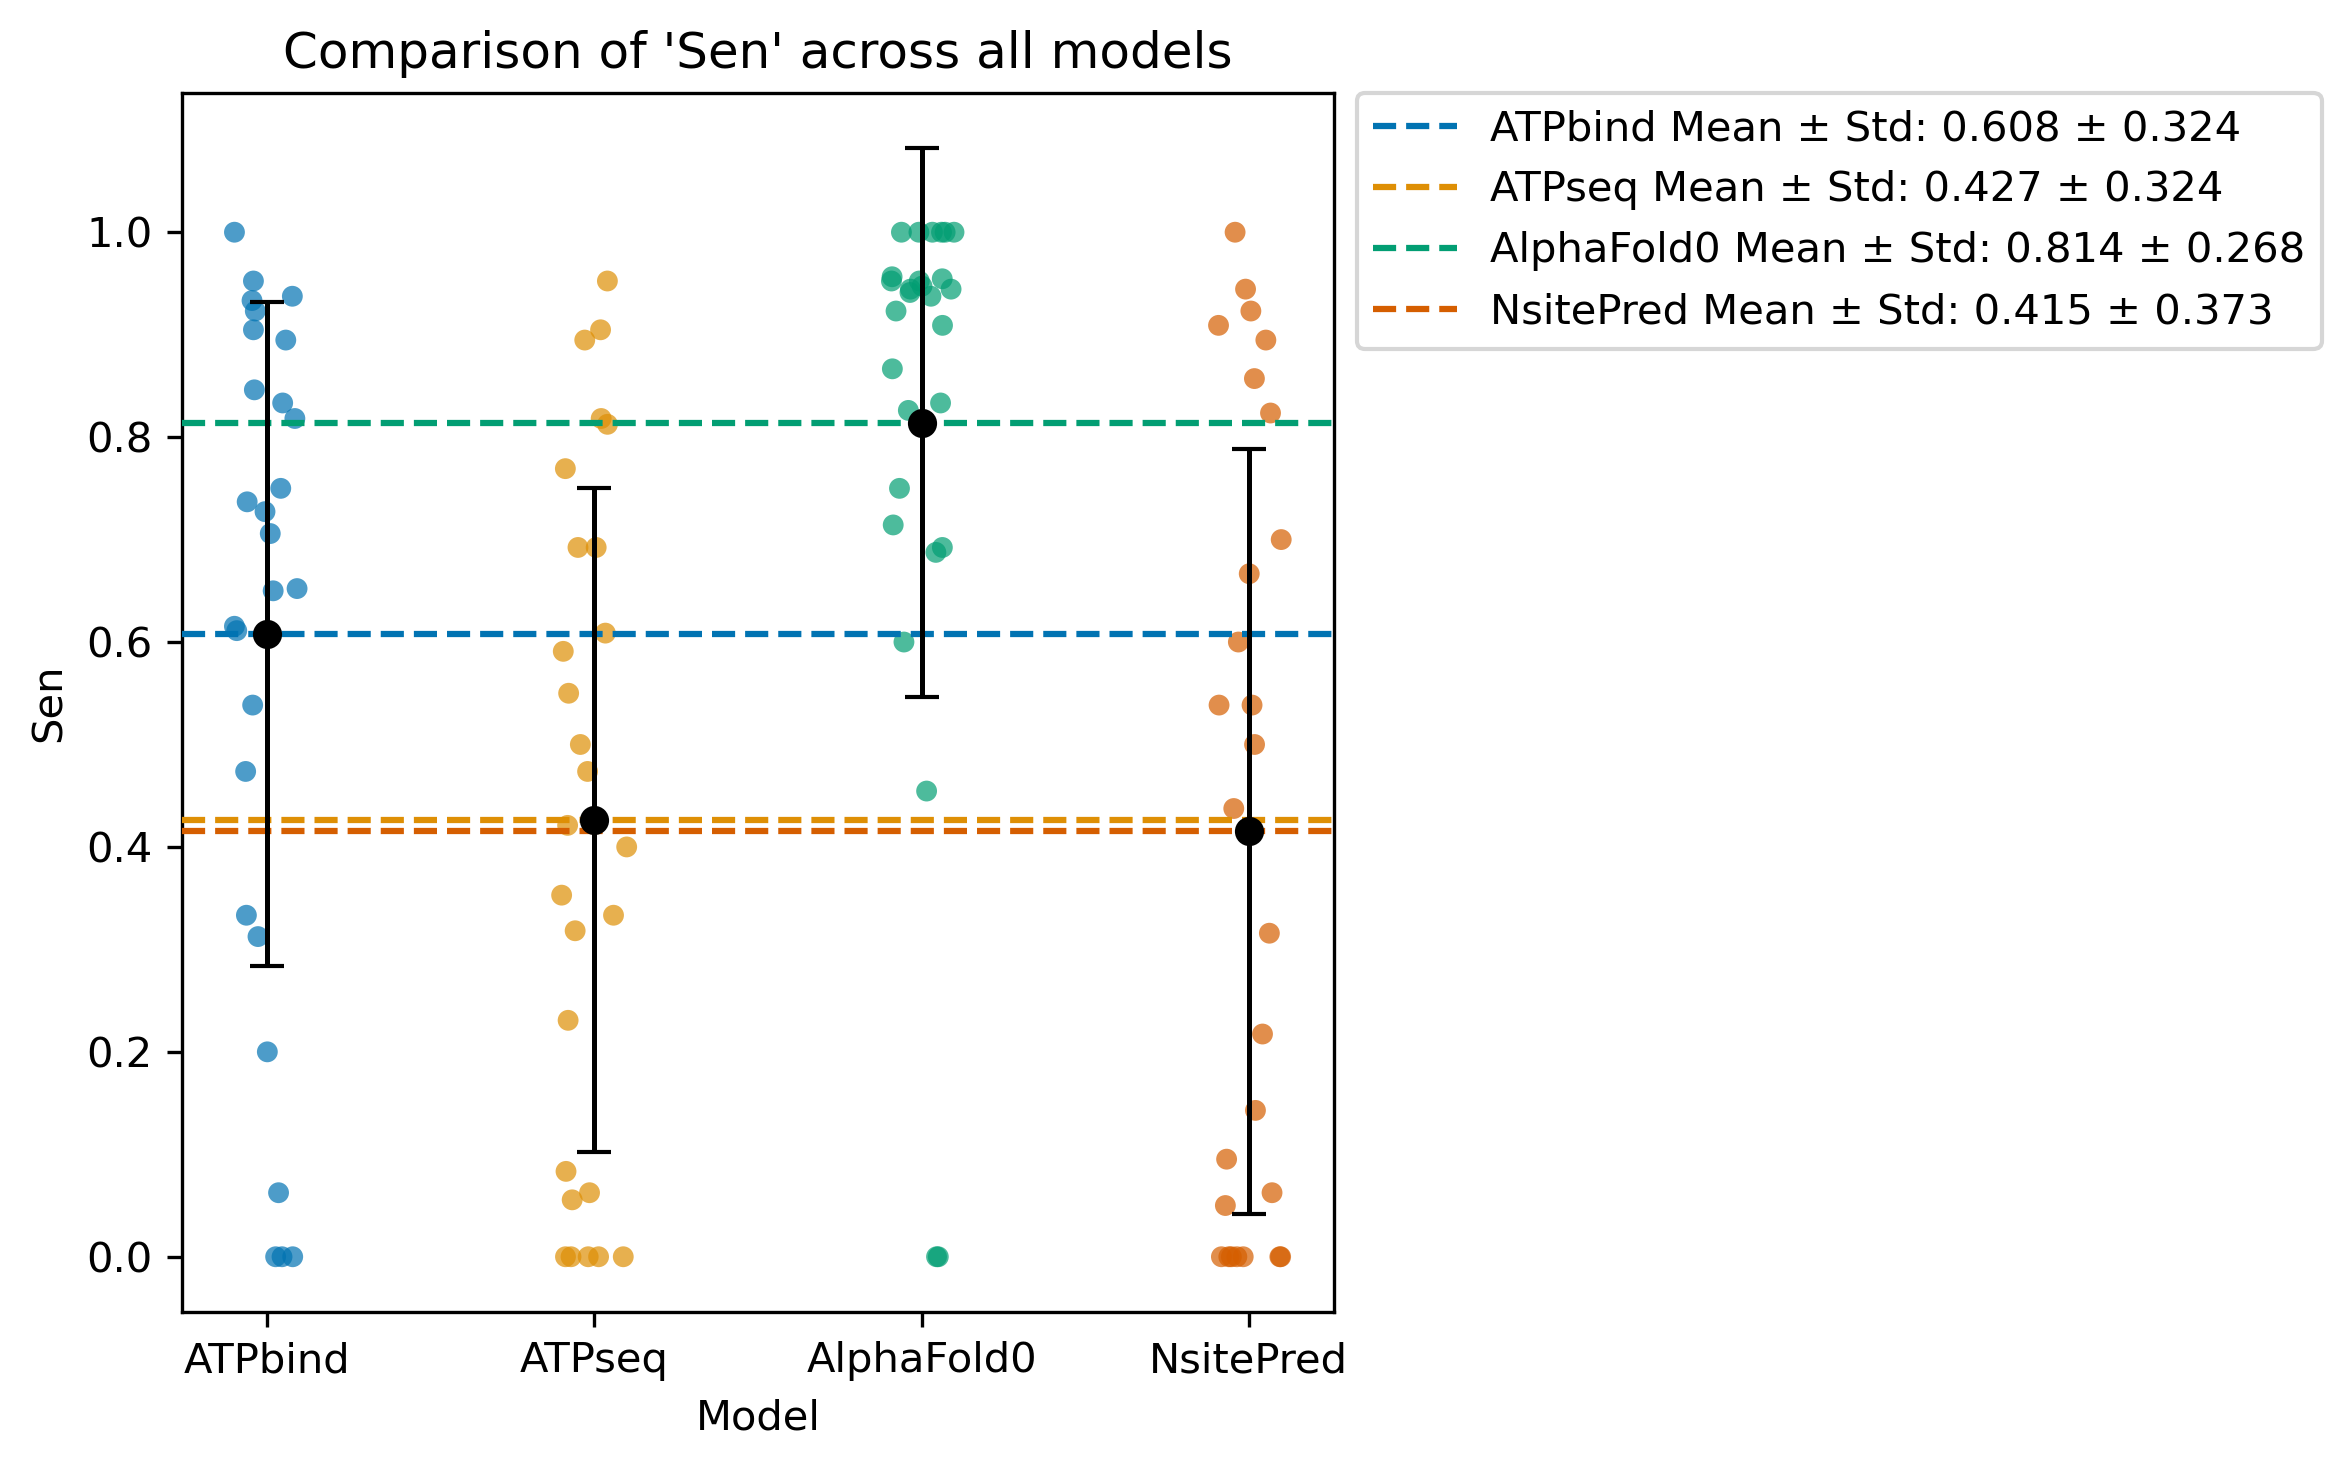 Comparison of 'Sen' across all models
ATPbind Mean ± Std: 0.608 ± 0.324
ATPseq Mean ± Std: 0.427 ± 0.324
AlphaFold0 Mean ± Std: 0.814 ± 0.268
NsitePred Mean ± Std: 0.415 ± 0.373
1.0
0.8
0.6
0.4
0.2
0.0
Sen
ATPbind ATPseq AlphaFold0 NsitePred
Model